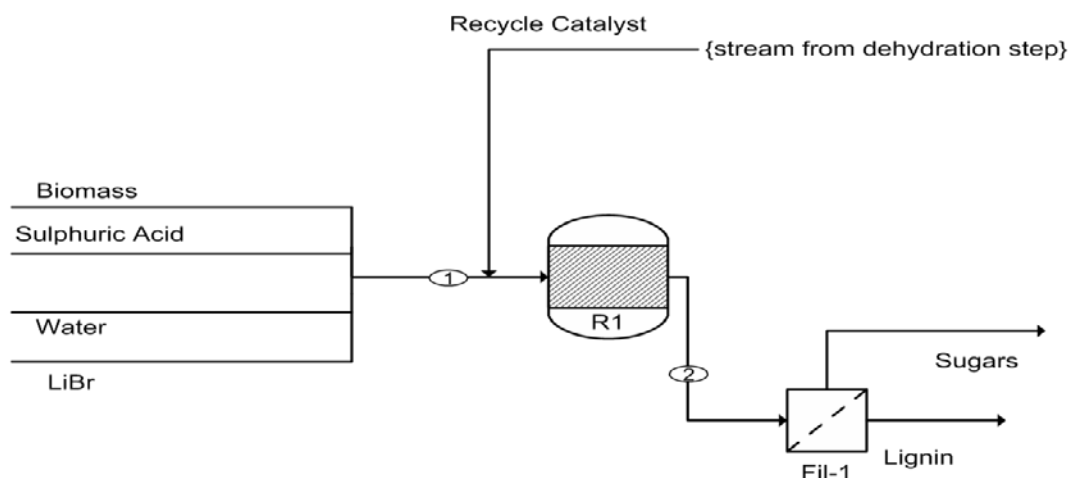 Recycle Catalyst
{stream from dehydration step}
Biomass
Sulphuric Acid
1
R1
Water
LiBr
2
Sugars
Lignin
Fil-1